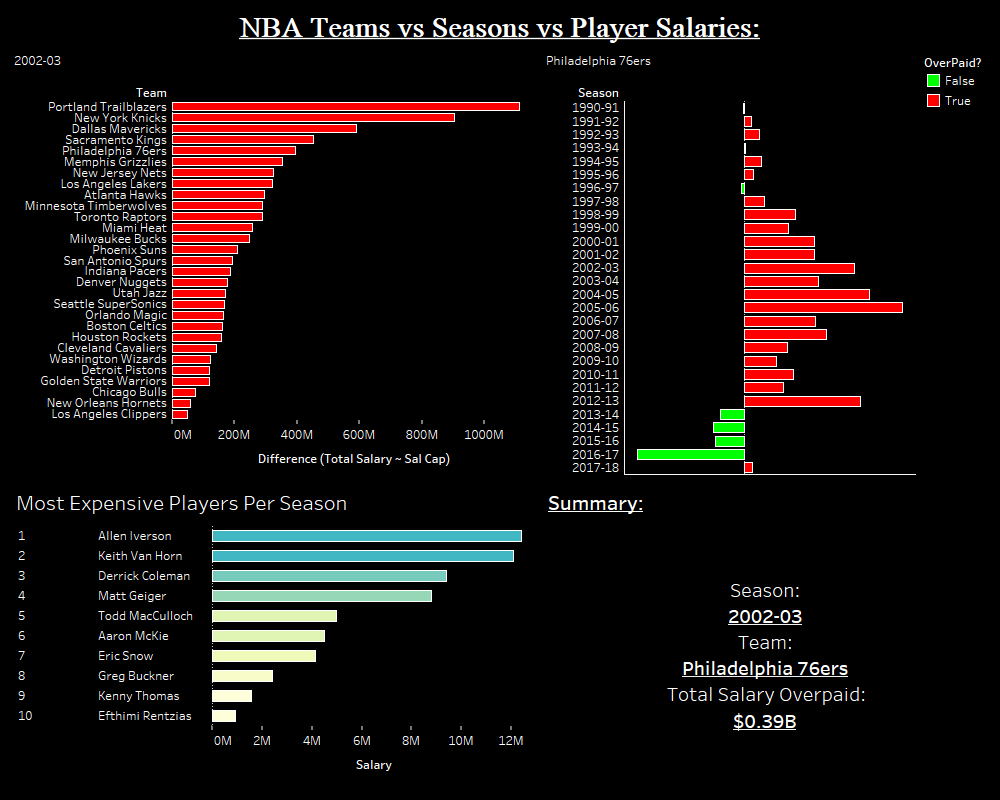 NBA Teams vs Seasons vs Player Salaries:
2002-03
Team
Portland Trailblazers
New York Knicks
Dallas Mavericks
Sacramento Kings
Philadelphia 76ers
Memphis Grizzlies
New Jersey Nets
Los Angeles Lakers
Atlanta Hawks
Minnesota Timberwolves
Toronto Raptors
Miami Heat
Milwaukee Bucks
Phoenix Suns
San Antonio Spurs
Indiana Pacers
Denver Nuggets
Utah Jazz
Seattle SuperSonics
Orlando Magic
Boston Celtics
Houston Rockets
Cleveland Cavaliers
Washington Wizards
Detroit Pistons
Golden State Warriors
Chicago Bulls
New Orleans Hornets
Los Angeles Clippers
0M 200M 400M 600M 800M 1000M
Difference (Total Salary ~ Sal Cap)
Philadelphia 76ers
Season
1990-91
1991-92
1992-93
1993-94
1994-95
1995-96
1996-97
1997-98
1998-99
1999-00
2000-01
2001-02
2002-03
2003-04
2004-05
2005-06
2006-07
2007-08
2008-09
2009-10
2010-11
2011-12
2012-13
2013-14
2014-15
2015-16
2016-17
2017-18
OverPaid?
False
True
Most Expensive Players Per Season
1 Allen Iverson
2 Keith Van Horn
3 Derrick Coleman
4 Matt Geiger
5 Todd MacCulloch
6 Aaron McKie
7 Eric Snow
8 Greg Buckner
9 Kenny Thomas
10 Efthimi Rentzias
0M 2M 4M 6M 8M 10M 12M
Salary
Summary:
Season:
2002-03
Team:
Philadelphia 76ers
Total Salary Overpaid:
$0.39B